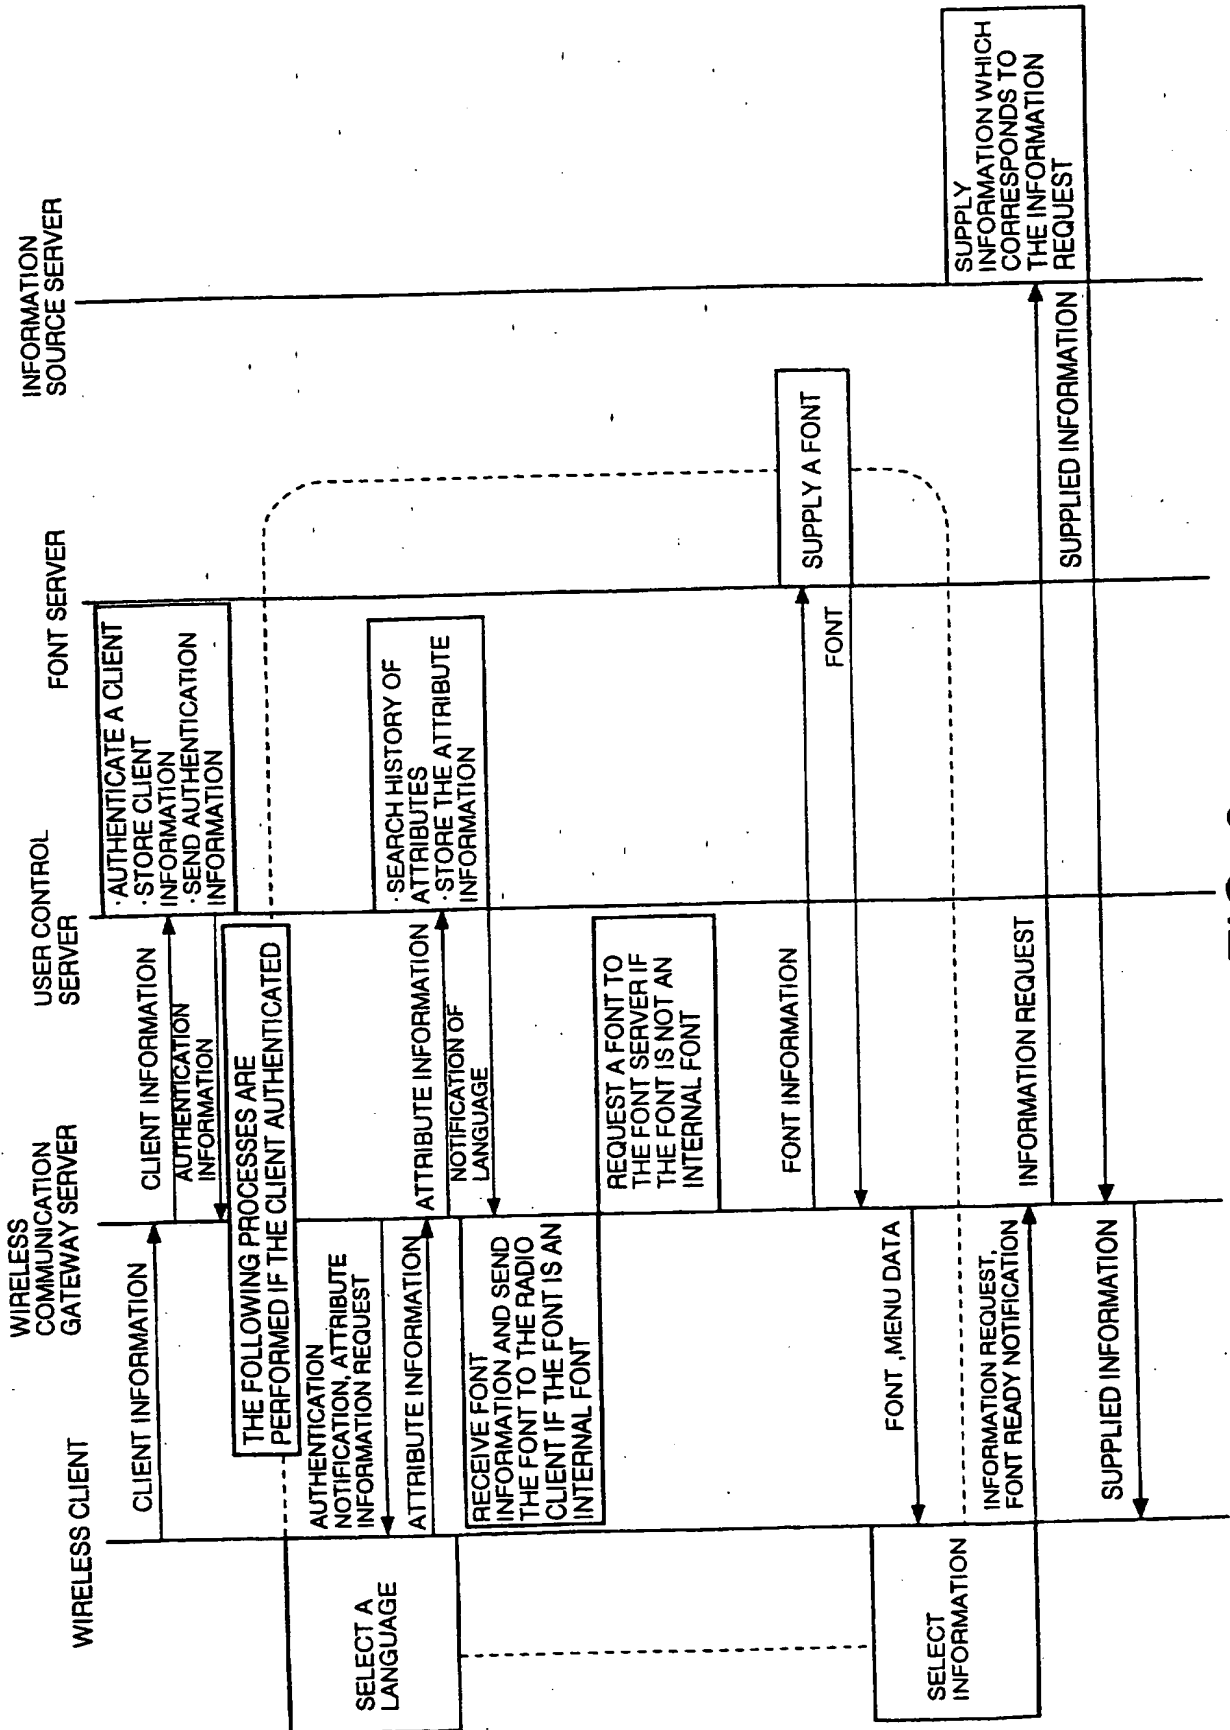 WIRELESS CLIENT
WIRELESS
COMMUNICATION
GATEWAY SERVER
USER CONTROL
SERVER
FONT SERVER
INFORMATION
SOURCE SERVER
CLIENT INFORMATION
CLIENT INFORMATION
· AUTHENTICATE A CLIENT
· STORE CLIENT
INFORMATION
· SEND AUTHENTICATION
INFORMATION
AUTHENTICATION
INFORMATION
THE FOLLOWING PROCESSES ARE
PERFORMED IF THE CLIENT AUTHENTICATED
AUTHENTICATION
NOTIFICATION, ATTRIBUTE
INFORMATION REQUEST
SELECT A
LANGUAGE
ATTRIBUTE INFORMATION
ATTRIBUTE INFORMATION
· SEARCH HISTORY OF
ATTRIBUTES
· STORE THE ATTRIBUTE
INFORMATION
NOTIFICATION OF
LANGUAGE
RECEIVE FONT
INFORMATION AND SEND
THE FONT TO THE RADIO
CLIENT IF THE FONT IS AN
INTERNAL FONT
REQUEST A FONT TO
THE FONT SERVER IF
THE FONT IS NOT AN
INTERNAL FONT
FONT INFORMATION
SUPPLY A FONT
FONT
FONT ,MENU DATA
SELECT
INFORMATION
INFORMATION REQUEST,
FONT READY NOTIFICATION
INFORMATION REQUEST
SUPPLY
INFORMATION WHICH
CORRESPONDS TO
THE INFORMATION
REQUEST
SUPPLIED INFORMATION
SUPPLIED INFORMATION